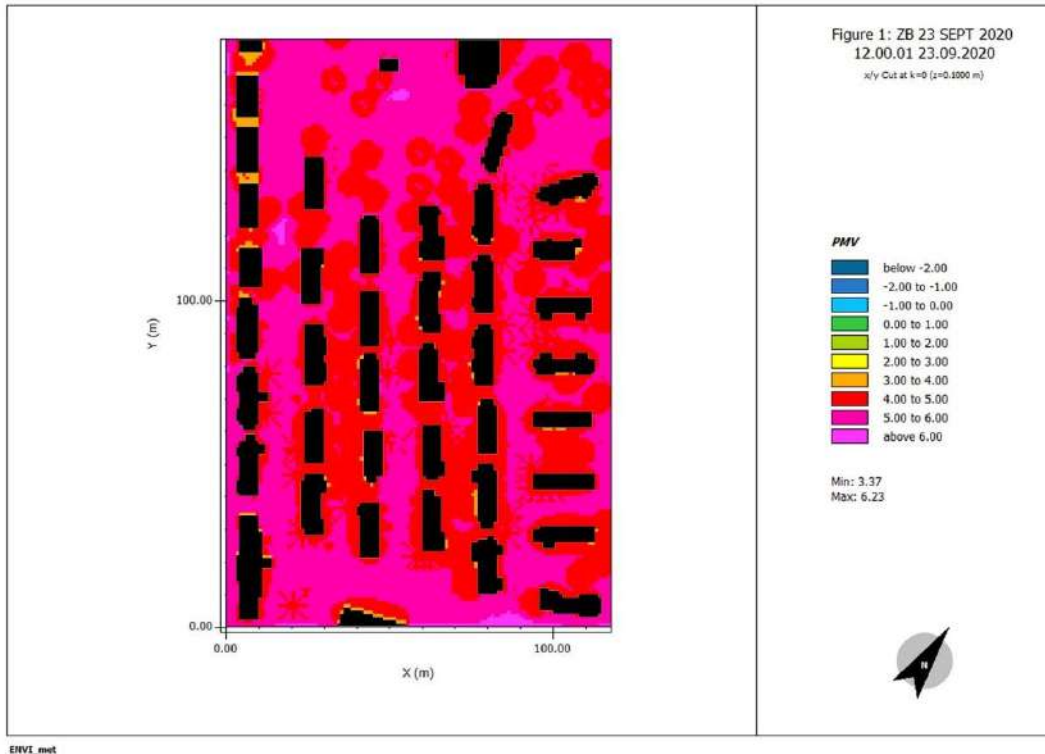 Figure 1: ZB 23 SEPT 2020
12.00.01 23.09.2020
x/y Cut at k=0 (z=0.1000 m)
100.00
Y (m)
0.00
0.00
100.00
X (m)
PMV
below -2.00
-2.00 to -1.00
-1.00 to 0.00
0.00 to 1.00
1.00 to 2.00
2.00 to 3.00
3.00 to 4.00
4.00 to 5.00
5.00 to 6.00
above 6.00
Min: 3.37
Max: 6.23
N
ENVI_met